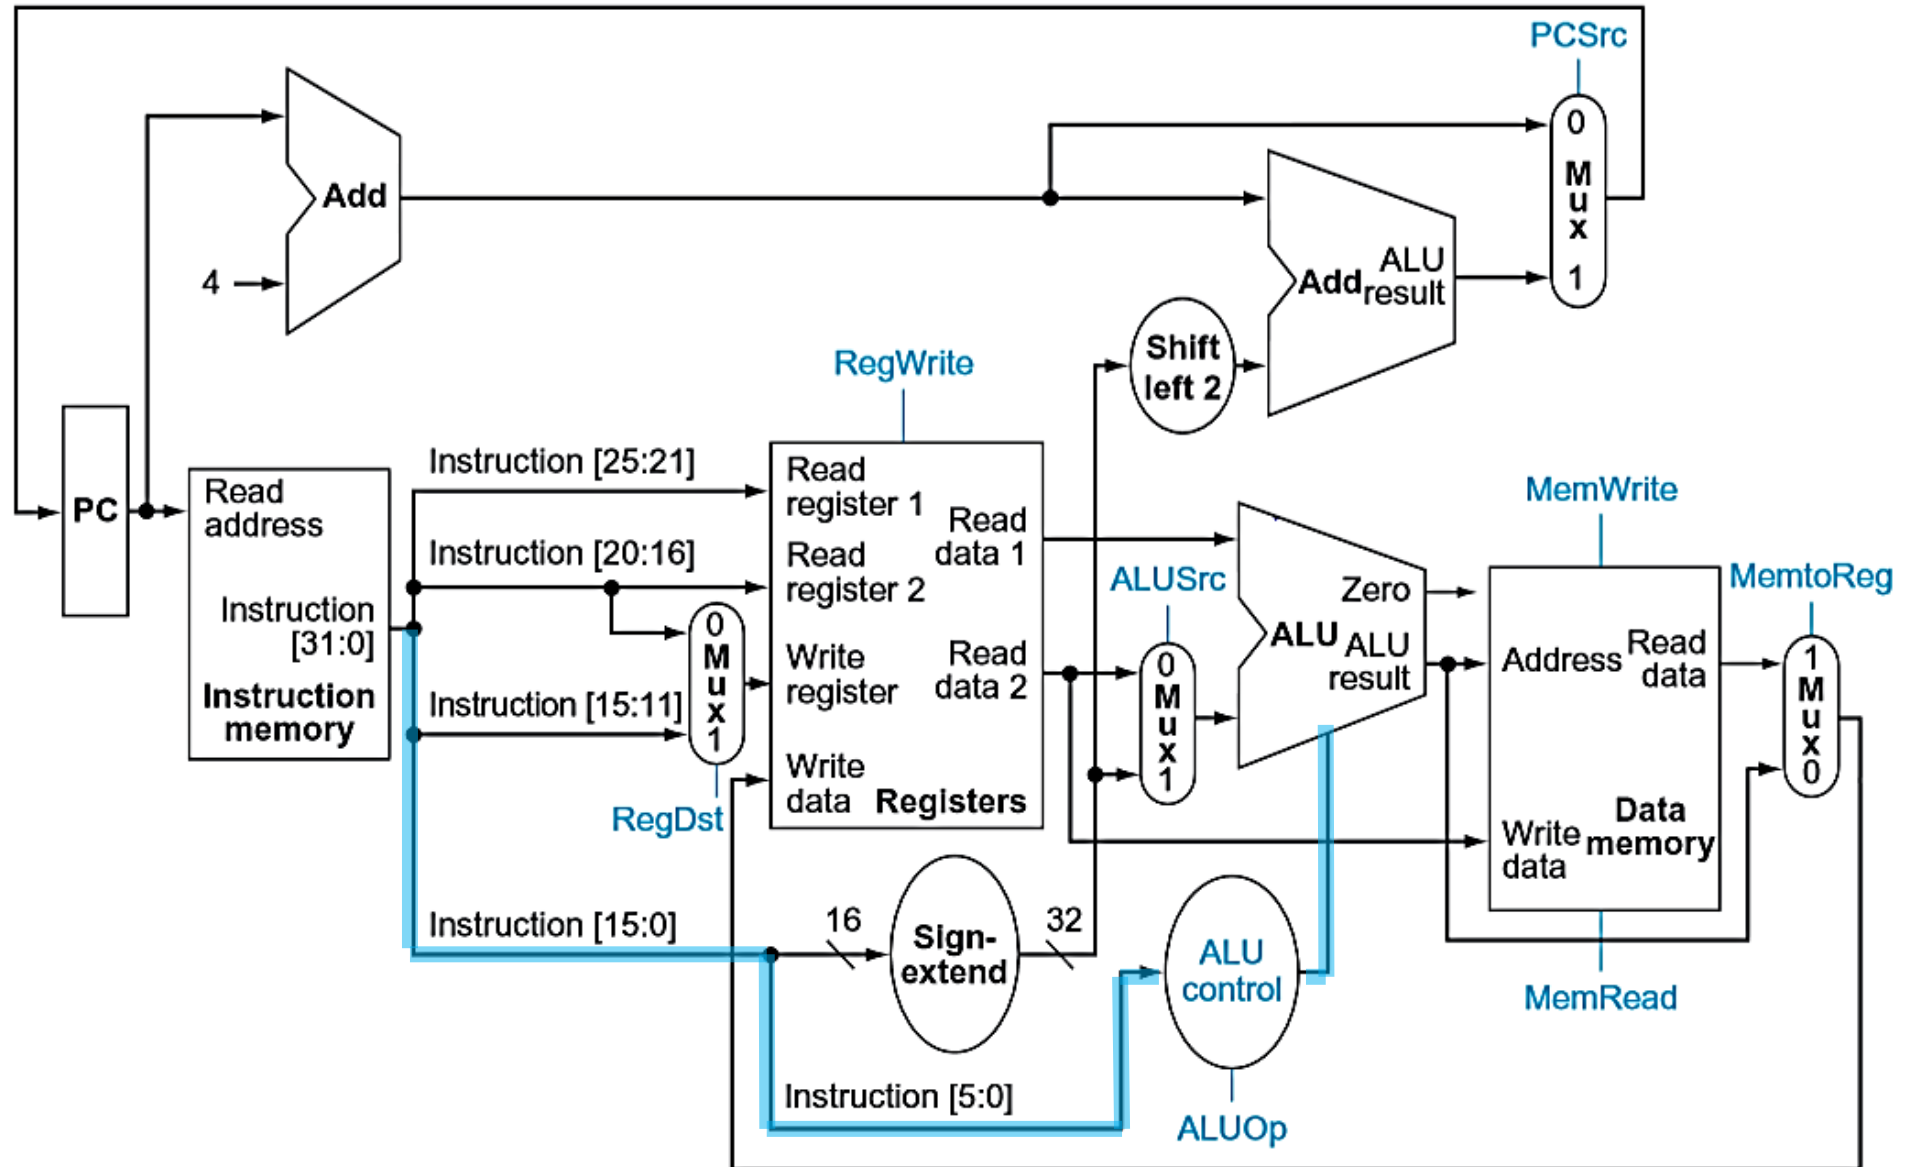 PCSrc
0
M
u
x
1
Add
4
ALU
Add result
Shift
left 2
RegWrite
PC
Read
address
Instruction
[31:0]
Instruction
memory
Instruction [25:21]
Instruction [20:16]
Instruction [15:11]
Instruction [15:0]
0
M
u
x
1
RegDst
Read
register 1
Read
register 2
Write
register
Write
data
Read
data 1
Read
data 2
Registers
ALUSrc
0
M
u
x
1
Zero
ALU
ALU
result
MemWrite
Address
Read
data
Write
data
Data
memory
MemRead
MemtoReg
1
M
u
x
0
16
Sign-
extend
32
ALU
control
Instruction [5:0]
ALUOp